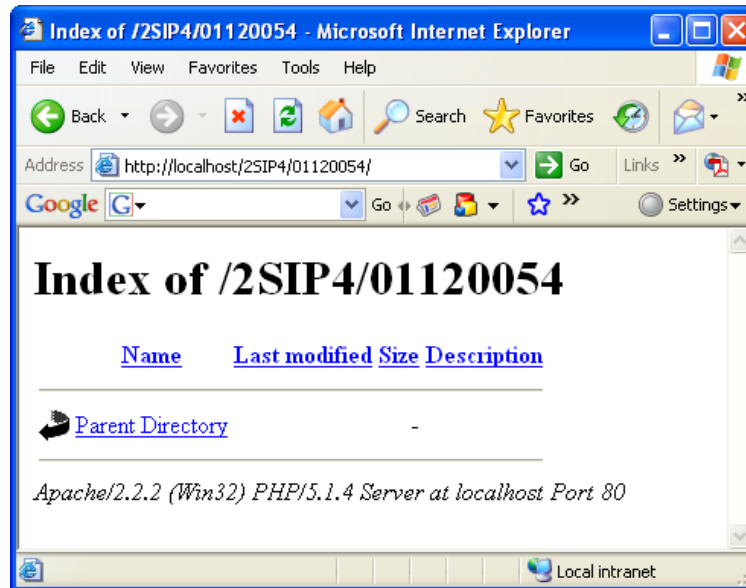 Index of /2SIP4/01120054 - Microsoft Internet Explorer
File Edit View Favorites Tools Help
Back Search Favorites »
Address http://localhost/2SIP4/01120054/ Go Links »
Google G Go » Settings
Index of /2SIP4/01120054
Name Last modified Size Description
Parent Directory -
Apache/2.2.2 (Win32) PHP/5.1.4 Server at localhost Port 80
Local intranet